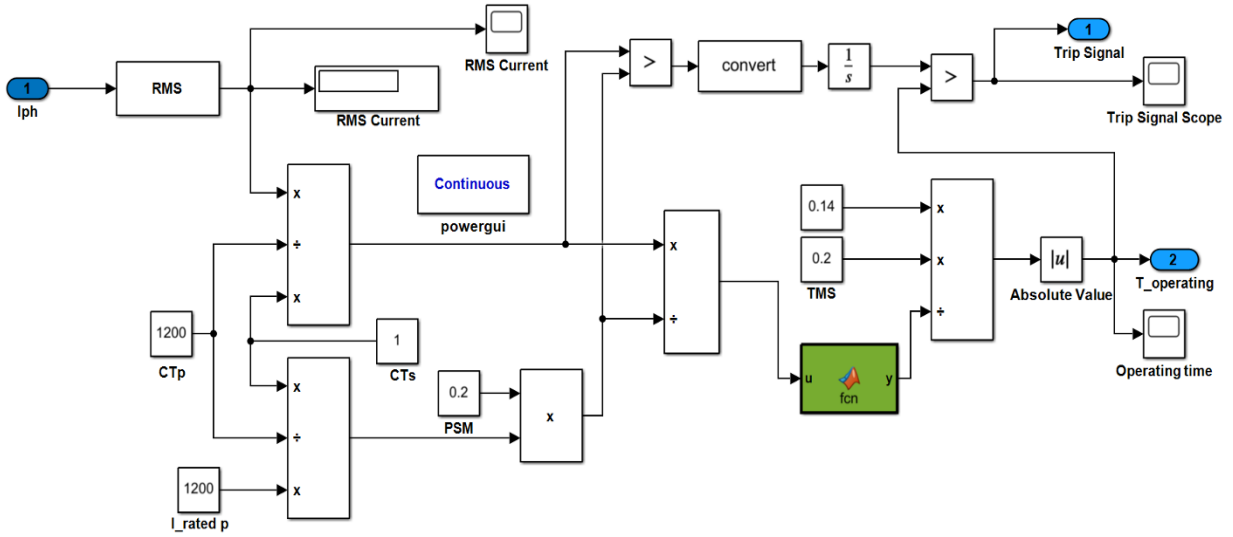 1
Iph
RMS
RMS Current
RMS Current
>
convert
1
s
>
1
Trip Signal
Trip Signal Scope
x
÷
x
Continuous
powergui
x
÷
0.14
0.2
TMS
x
x
÷
|u|
Absolute Value
2
T_operating
Operating time
1200
CTp
1
CTs
x
÷
x
0.2
PSM
x
u
y
fcn
1200
I_rated p